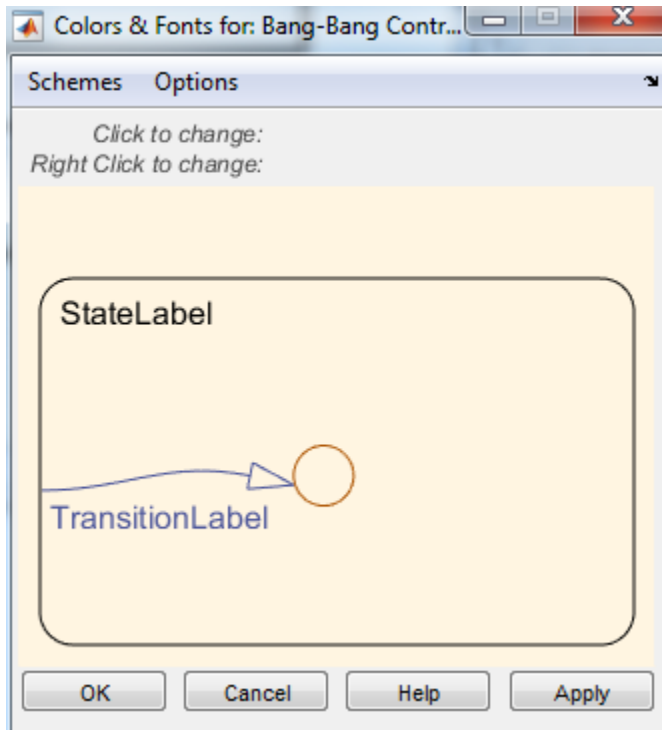 Colors & Fonts for: Bang-Bang Contr...
Schemes Options
Click to change:
Right Click to change:
StateLabel
TransitionLabel
OK Cancel Help Apply